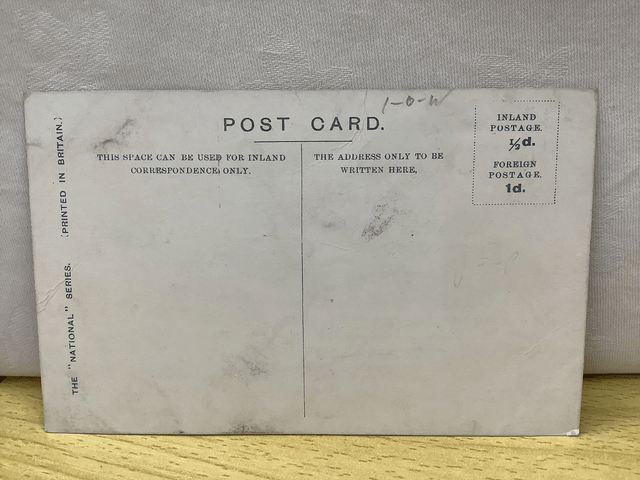 1-0-
POST CARD.
THIS SPACE CAN BE USED FOR INLAND
CORRESPONDENCE ONLY.
THE ADDRESS ONLY TO BE
WRITTEN HERE.
INLAND
POSTAGE.
½d.
FOREIGN
POSTAGE.
1d.
THE "NATIONAL" SERIES. (PRINTED IN BRITAIN.)